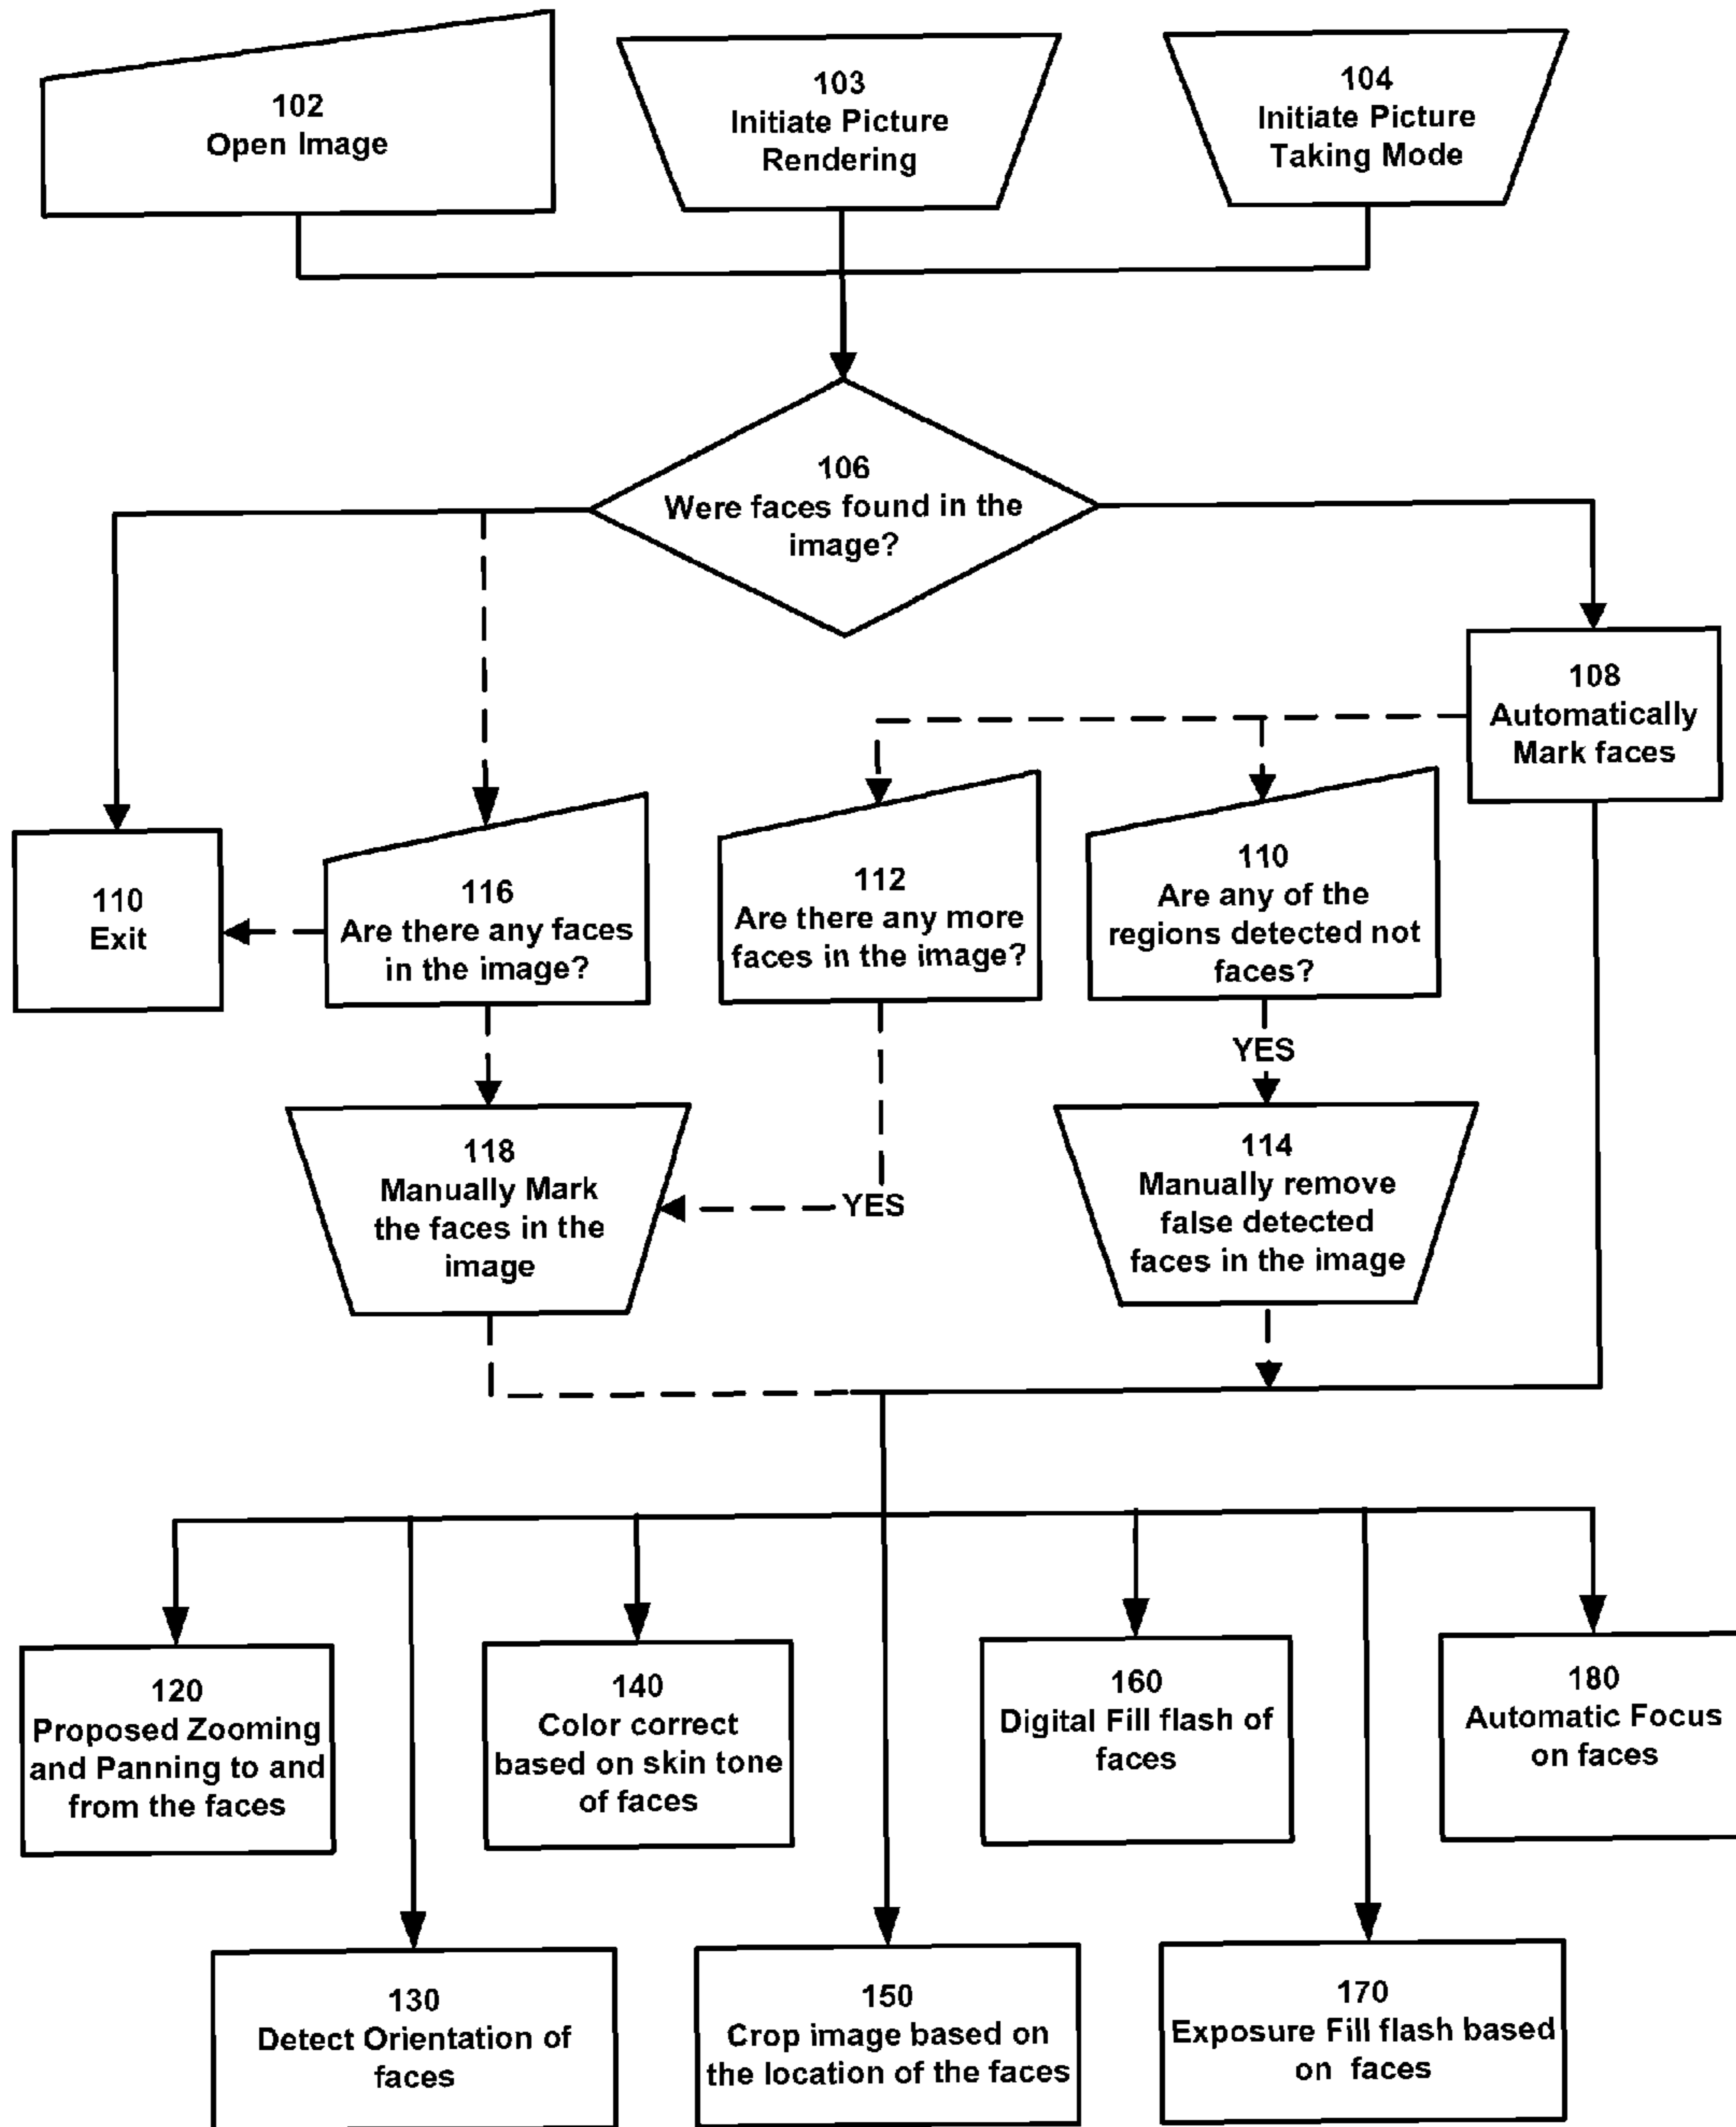 102
Open Image
103
Initiate Picture
Rendering
104
Initiate Picture
Taking Mode
106
Were faces found in the
image?
108
Automatically
Mark faces
110
Exit
116
Are there any faces
in the image?
112
Are there any more
faces in the image?
110
Are any of the
regions detected not
faces?
YES
118
Manually Mark
the faces in the
image
YES
114
Manually remove
false detected
faces in the image
120
Proposed Zooming
and Panning to and
from the faces
140
Color correct
based on skin tone
of faces
160
Digital Fill flash of
faces
180
Automatic Focus
on faces
130
Detect Orientation of
faces
150
Crop image based on
the location of the faces
170
Exposure Fill flash based
on faces